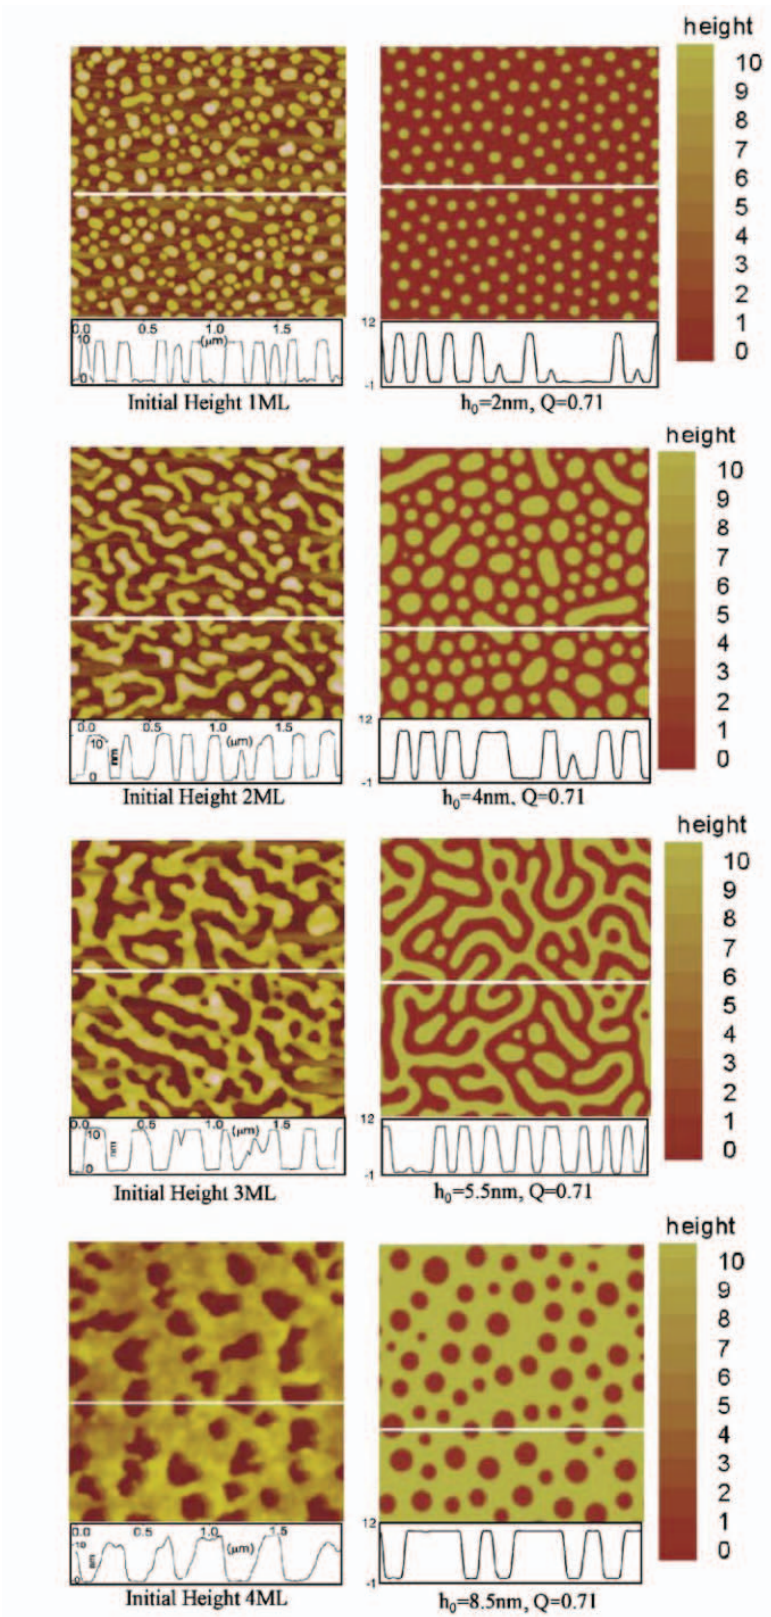 height
10
9
8
7
6
5
4
3
2
1
0
0.0 0.5 1.0 1.5
10 (μm)
0
12
-1
Initial Height 1ML
h₀=2nm, Q=0.71
height
10
9
8
7
6
5
4
3
2
1
0
0.0 0.5 1.0 1.5
10 nm (μm)
0
12
-1
Initial Height 2ML
h₀=4nm, Q=0.71
height
10
9
8
7
6
5
4
3
2
1
0
0.0 0.5 (μm) 1.5
10 nm
0
12
-1
Initial Height 3ML
h₀=5.5nm, Q=0.71
height
10
9
8
7
6
5
4
3
2
1
0
0.0 0.5 1.0 1.5
10 nm (μm)
0
12
-1
Initial Height 4ML
h₀=8.5nm, Q=0.71